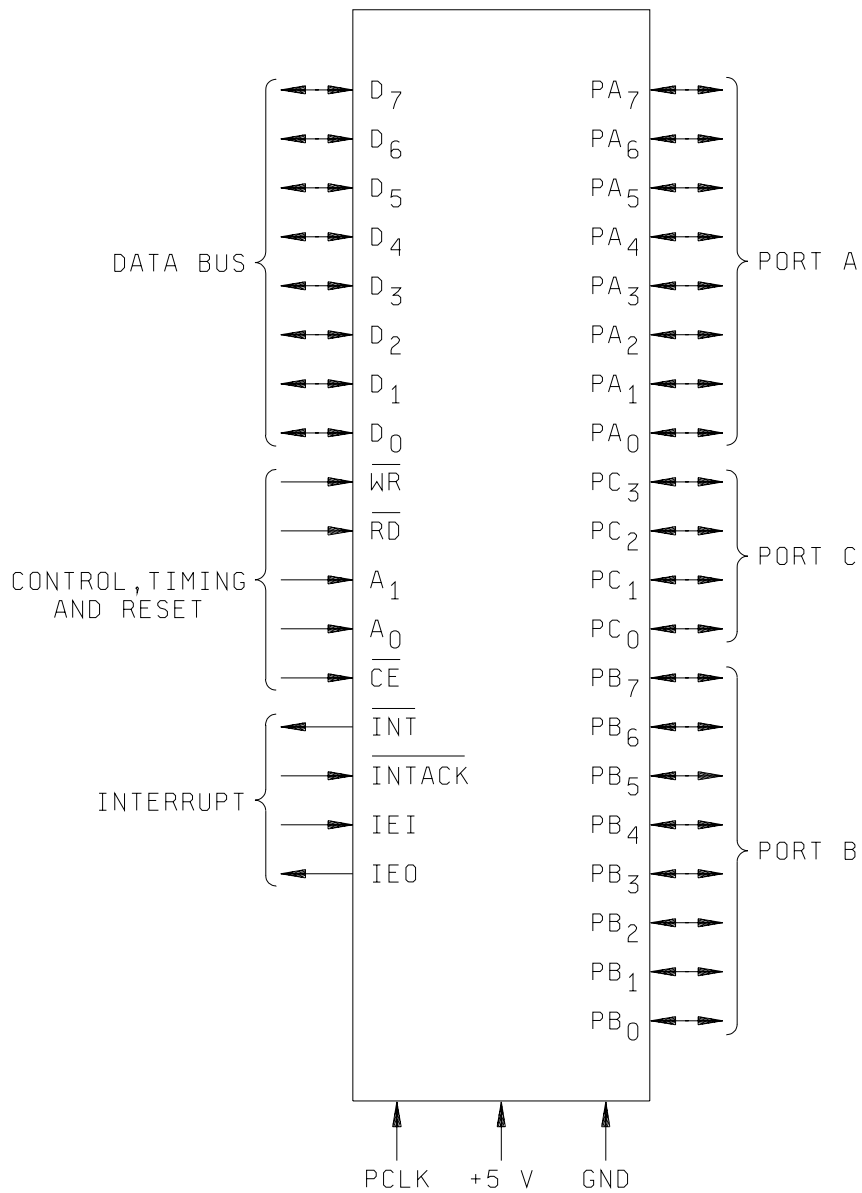 D7 PA7
D6 PA6
D5 PA5
D4 PA4
DATA BUS PORT A
D3 PA3
D2 PA2
D1 PA1
D0 PA0
WR PC3
RD PC2
PORT C
CONTROL,TIMING
AND RESET
A1 PC1
A0 PC0
CE PB7
INT PB6
INTACK PB5
INTERRUPT
IEI PB4
PORT B
IEO PB3
PB2
PB1
PB0
PCLK +5 V GND